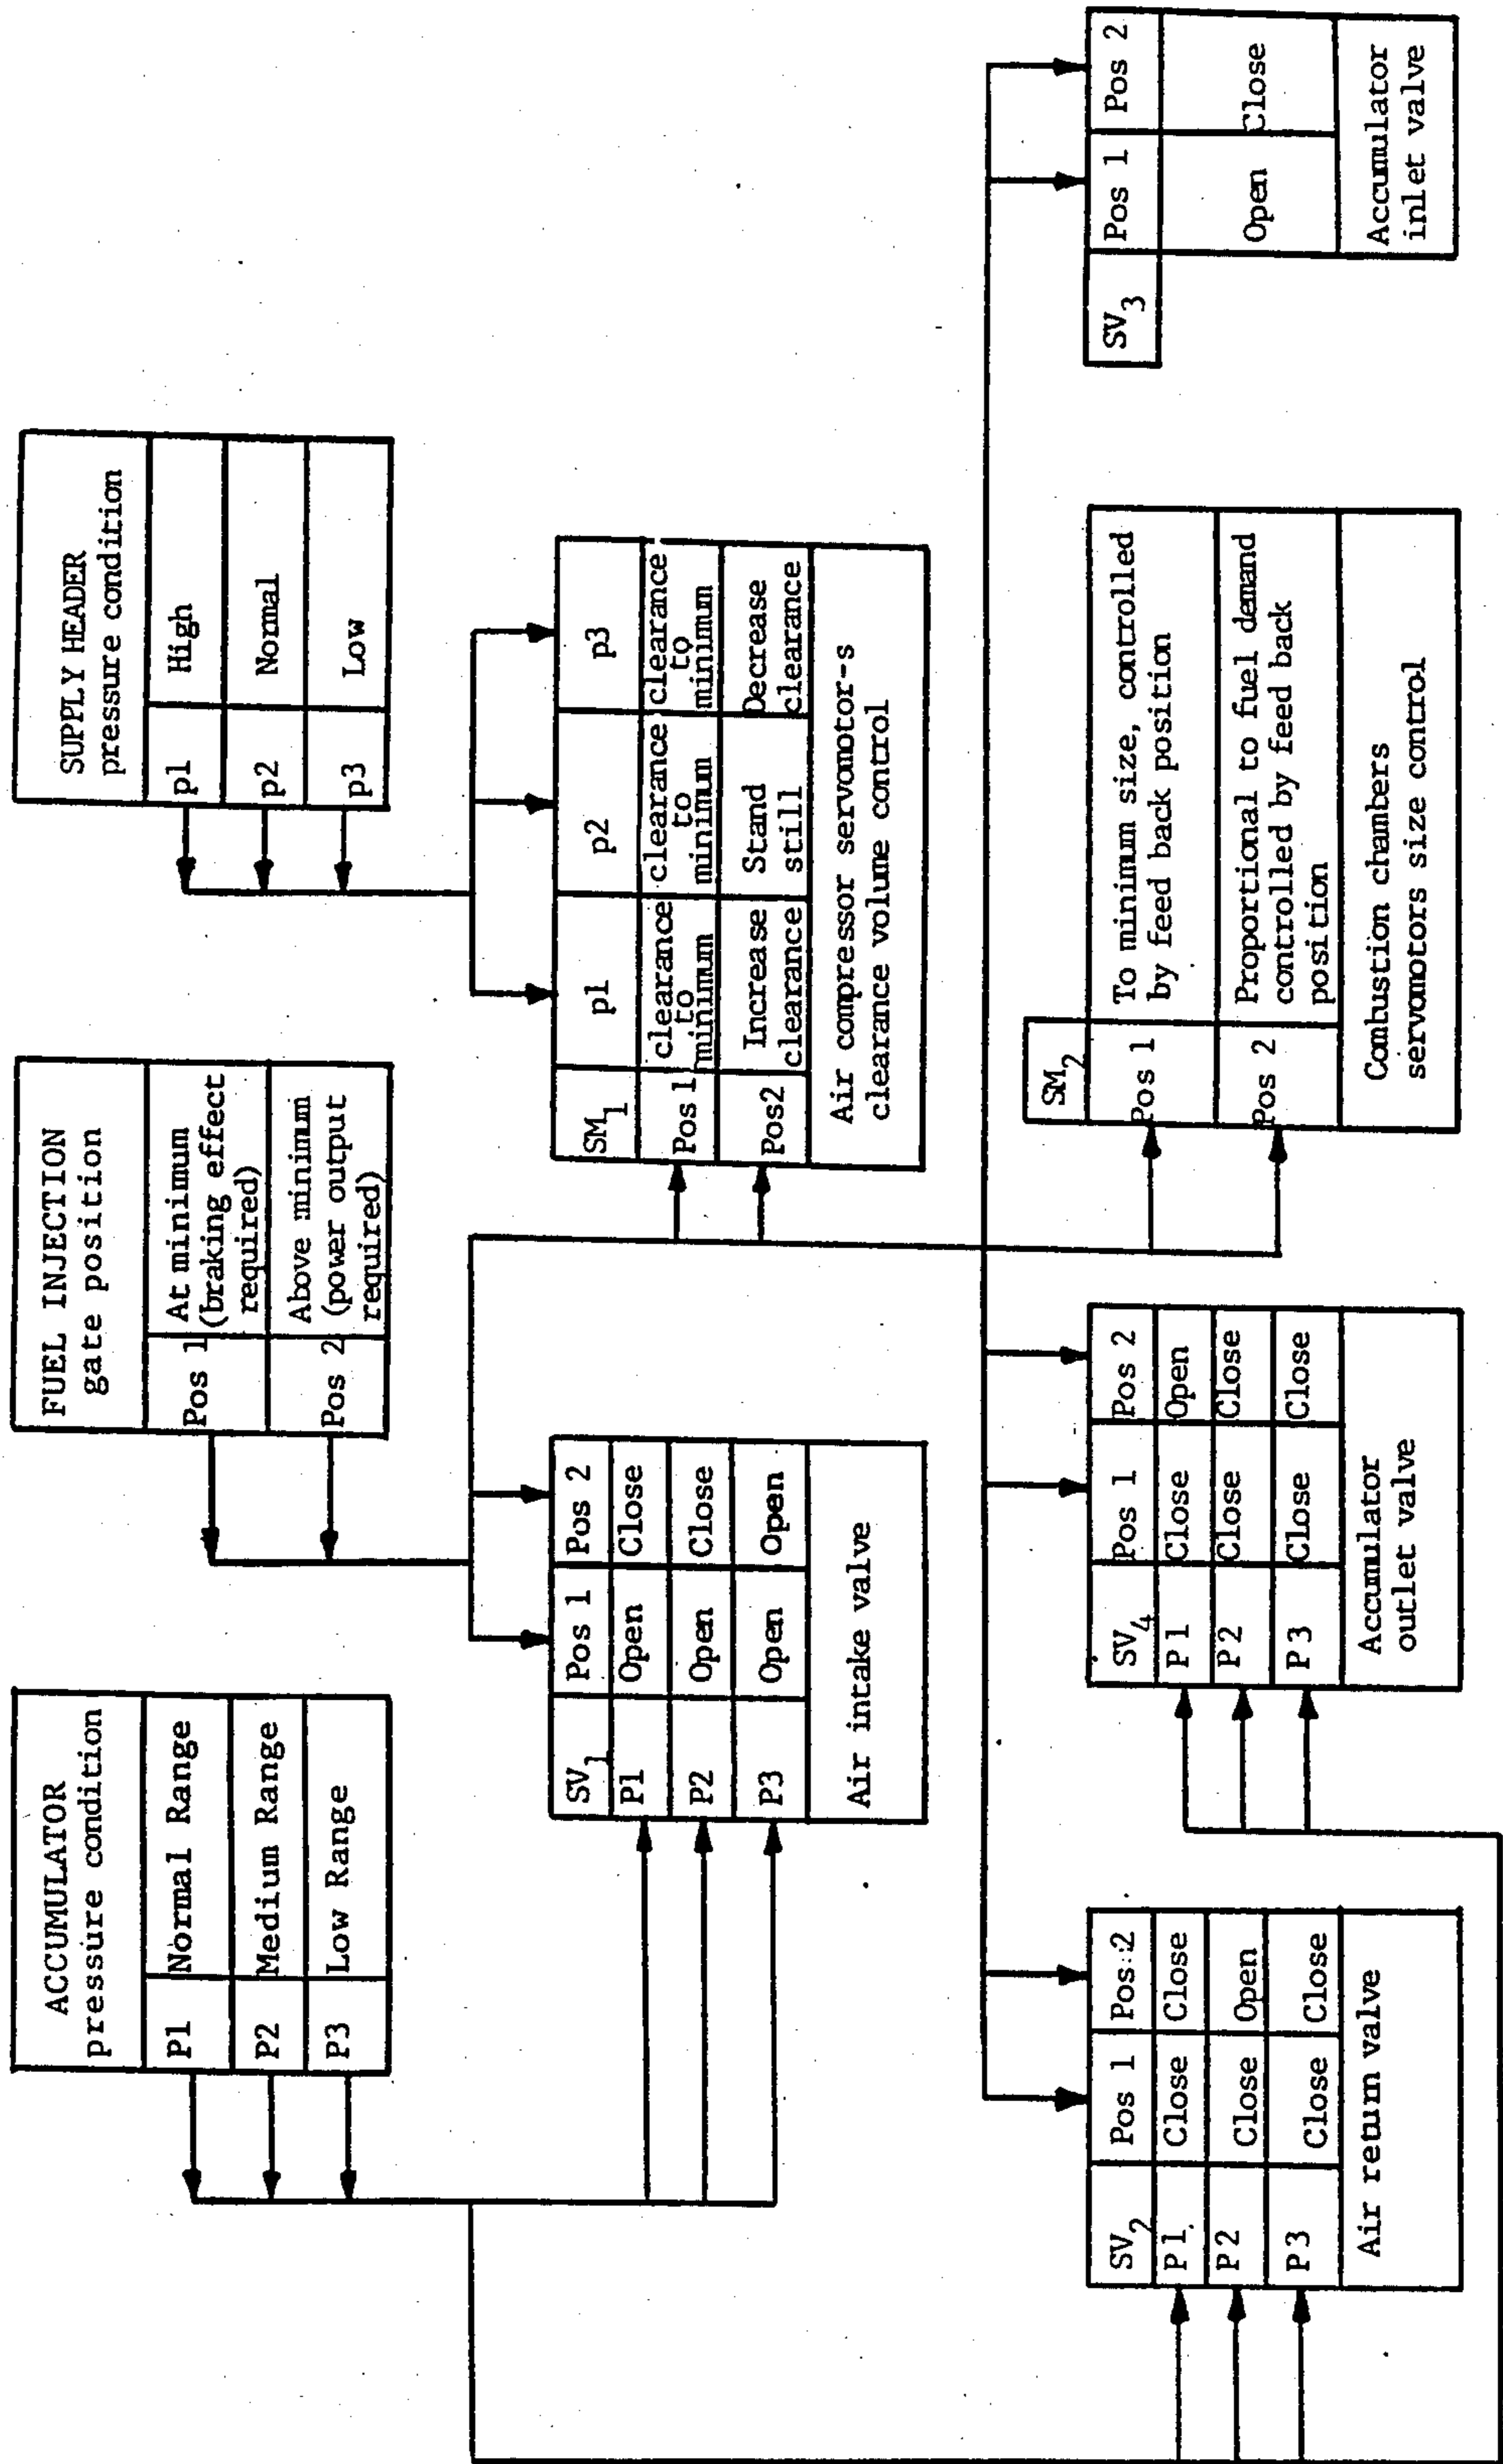 ACCUMULATOR
pressure condition
P1 Normal Range
P2 Medium Range
P3 Low Range
FUEL INJECTION
gate position
Pos 1 At minimum
(braking effect
required)
Pos 2 Above minimum
(power output
required)
SUPPLY HEADER
pressure condition
p1 High
p2 Normal
p3 Low
SV1 Pos 1 Pos 2
P1 Open Close
P2 Open Close
P3 Open Open
Air intake valve
SM1 p1 p2 p3
Pos 1 clearance to minimum clearance to minimum clearance to minimum
Pos2 Increase clearance Stand still Decrease clearance
Air compressor servomotor-s
clearance volume control
SV2 Pos 1 Pos:2
P1. Close Close
P2 Close Open
P3 Close Close
Air return valve
SV4 Pos 1 Pos 2
P1 Close Open
P2 Close Close
P3 Close Close
Accumulator
outlet valve
SM2
Pos 1 To minimum size, controlled
by feed back position
Pos 2 Proportional to fuel demand
controlled by feed back
position
Combustion chambers
servomotors size control
SV3 Pos 1 Pos 2
Open Close
Accumulator
inlet valve